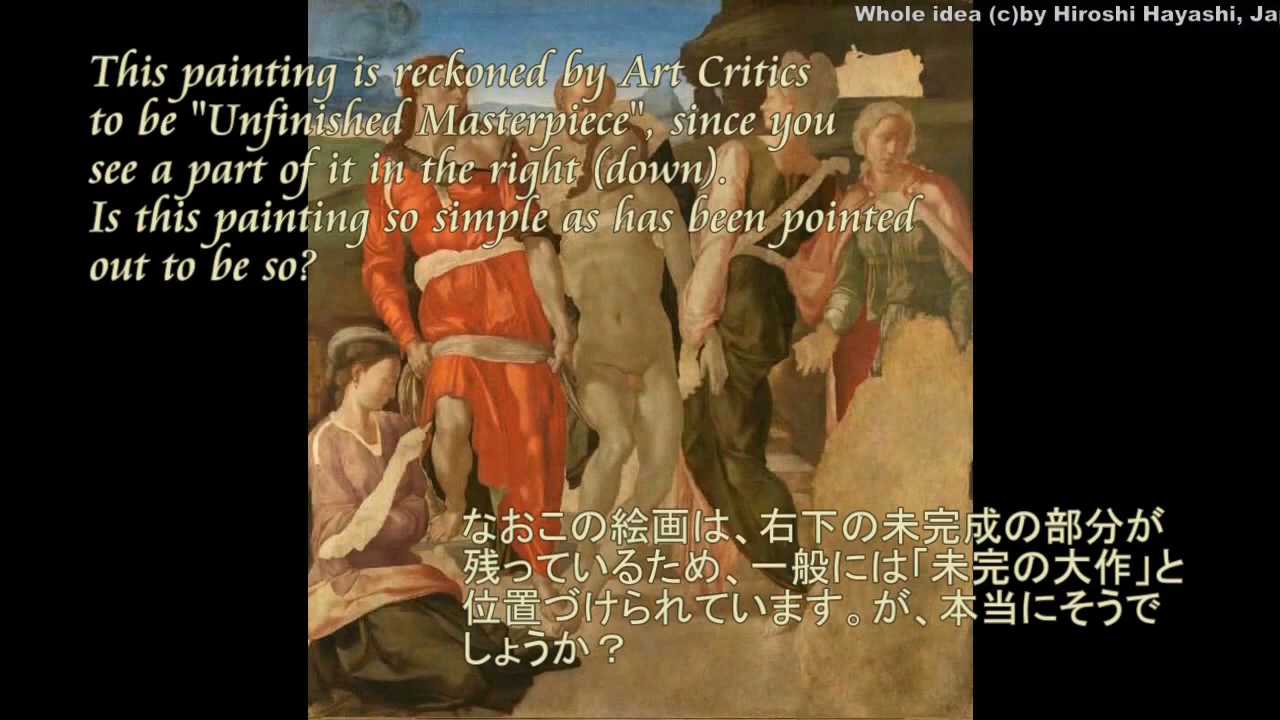 Whole idea (c)by Hiroshi Hayashi, Ja
This painting is reckoned by Art Critics
to be "Unfinished Masterpiece", since you
see a part of it in the right (down).
Is this painting so simple as has been pointed
out to be so?
なおこの絵画は、右下の未完成の部分が
残っているため、一般には「未完の大作」と
位置づけられています。が、本当にそうで
しょうか？